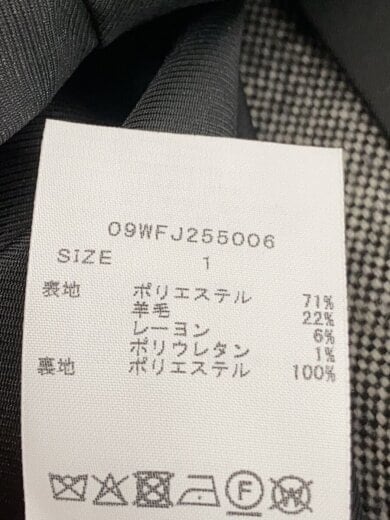 09WFJ255006
SIZE 1
表地 ポリエステル 71%
羊毛 22%
レーヨン 6%
ポリウレタン 1%
裏地 ポリエステル 100%
F W